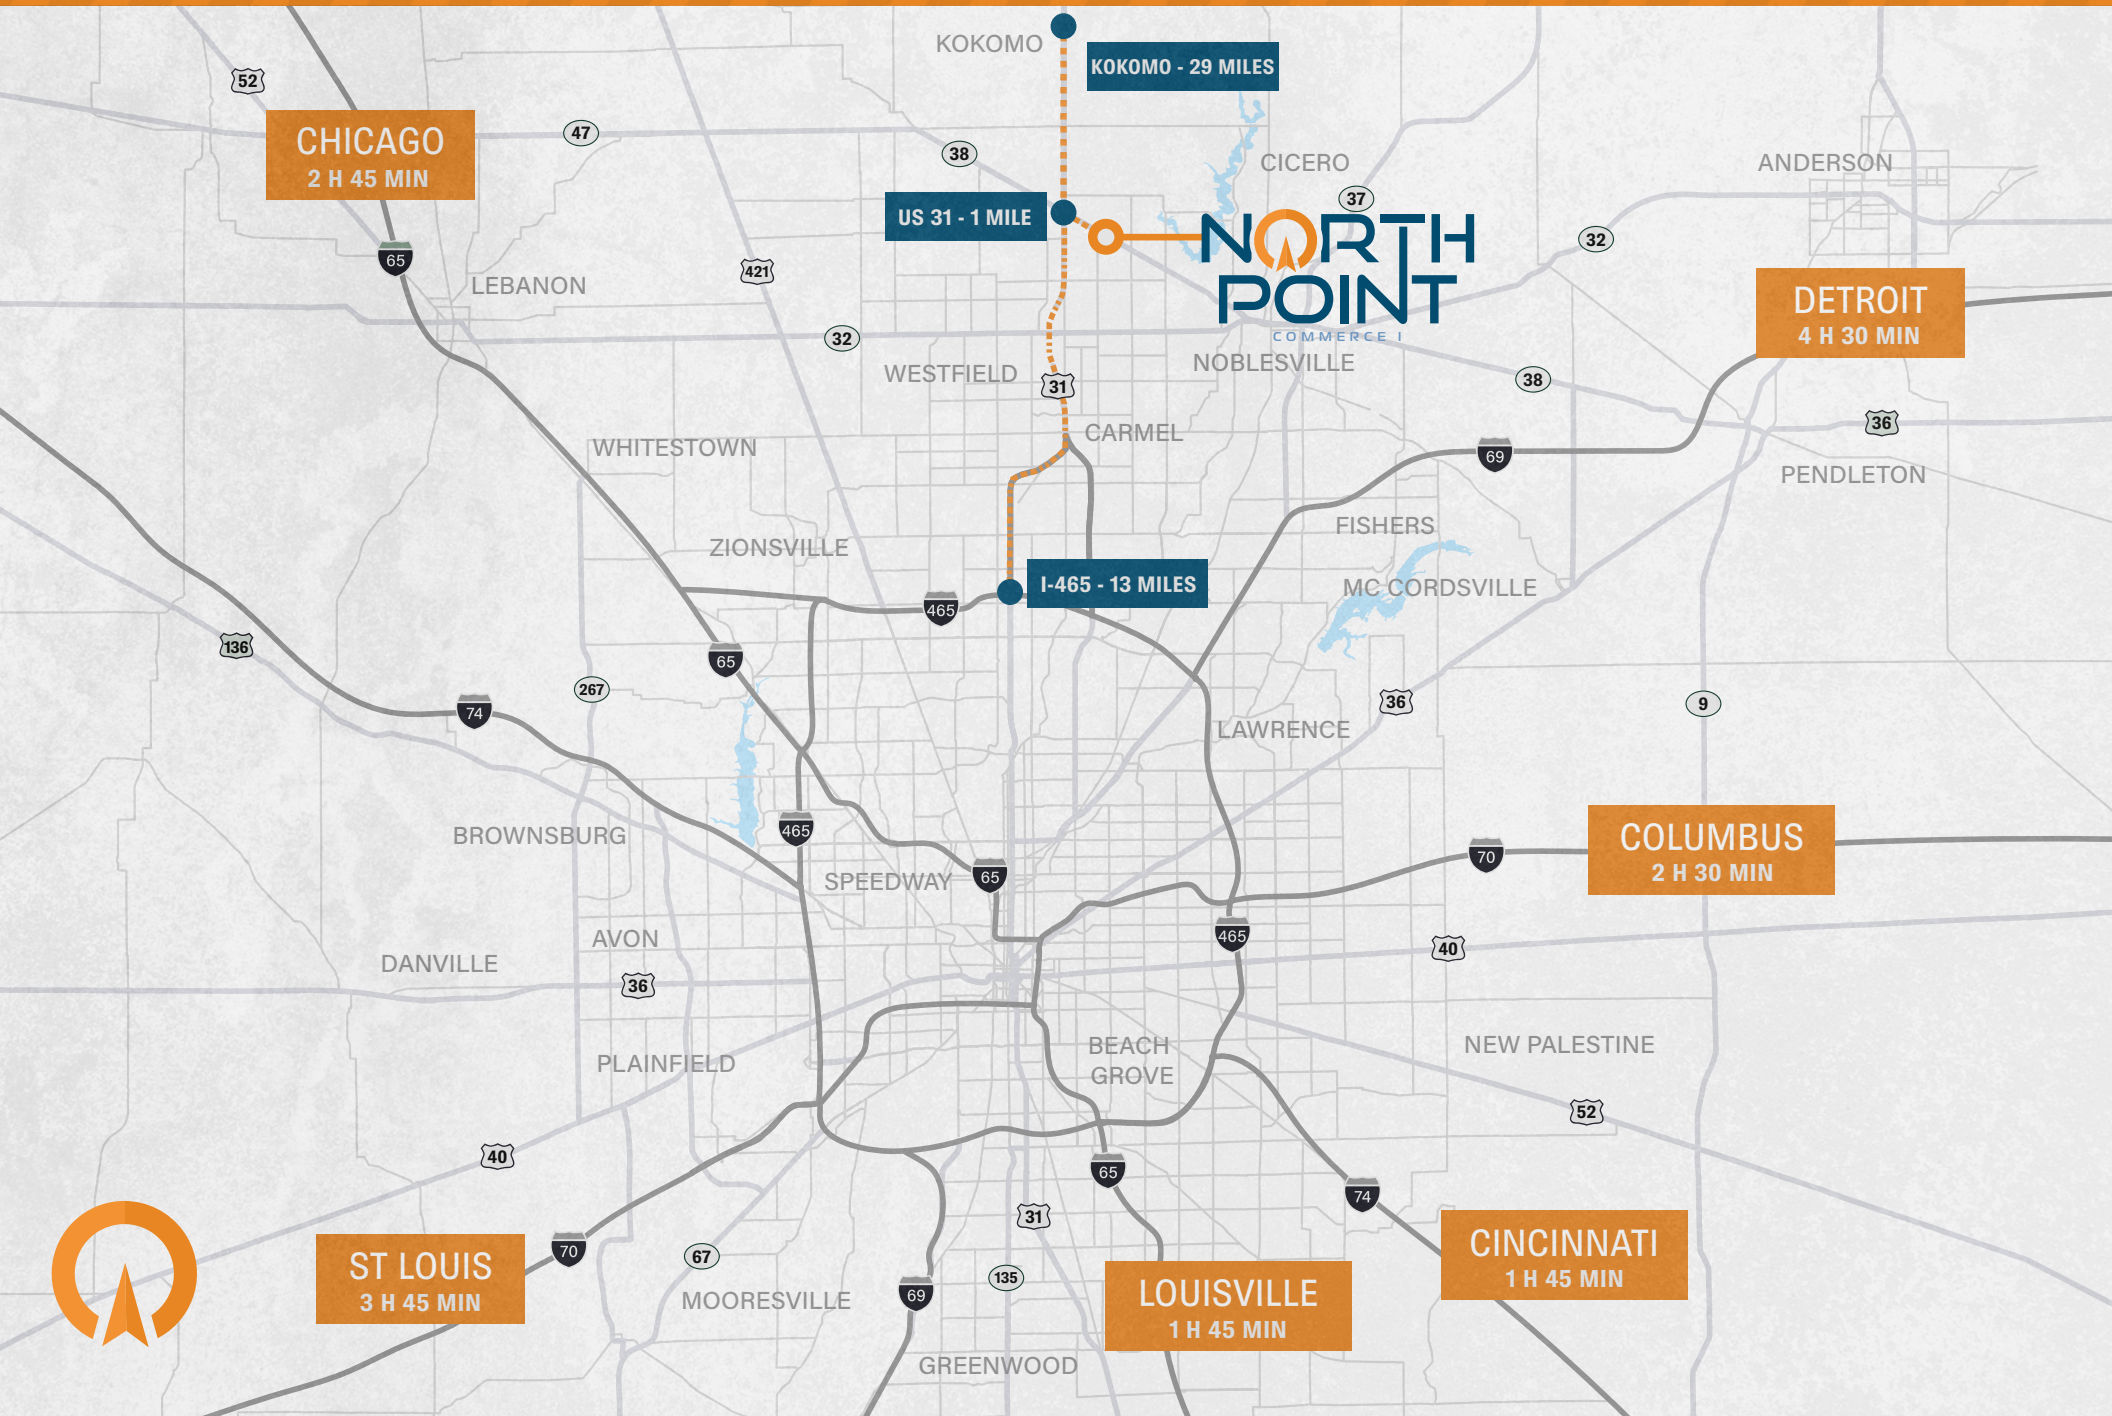 KOKOMO
KOKOMO - 29 MILES
52
CHICAGO
2 H 45 MIN
47
38
CICERO
ANDERSON
37
US 31 - 1 MILE
NORTH
POINT
COMMERCE I
32
65
421
LEBANON
DETROIT
4 H 30 MIN
32
WESTFIELD
31
NOBLESVILLE
38
36
CARMEL
WHITESTOWN
69
PENDLETON
FISHERS
ZIONSVILLE
I-465 - 13 MILES
MC CORDSVILLE
465
136
65
267
74
36
9
LAWRENCE
BROWNSBURG
465
COLUMBUS
2 H 30 MIN
70
SPEEDWAY
65
AVON
465
40
DANVILLE
36
BEACH
GROVE
NEW PALESTINE
PLAINFIELD
52
40
65
74
31
ST LOUIS
3 H 45 MIN
70
67
135
CINCINNATI
1 H 45 MIN
MOORESVILLE
69
LOUISVILLE
1 H 45 MIN
GREENWOOD